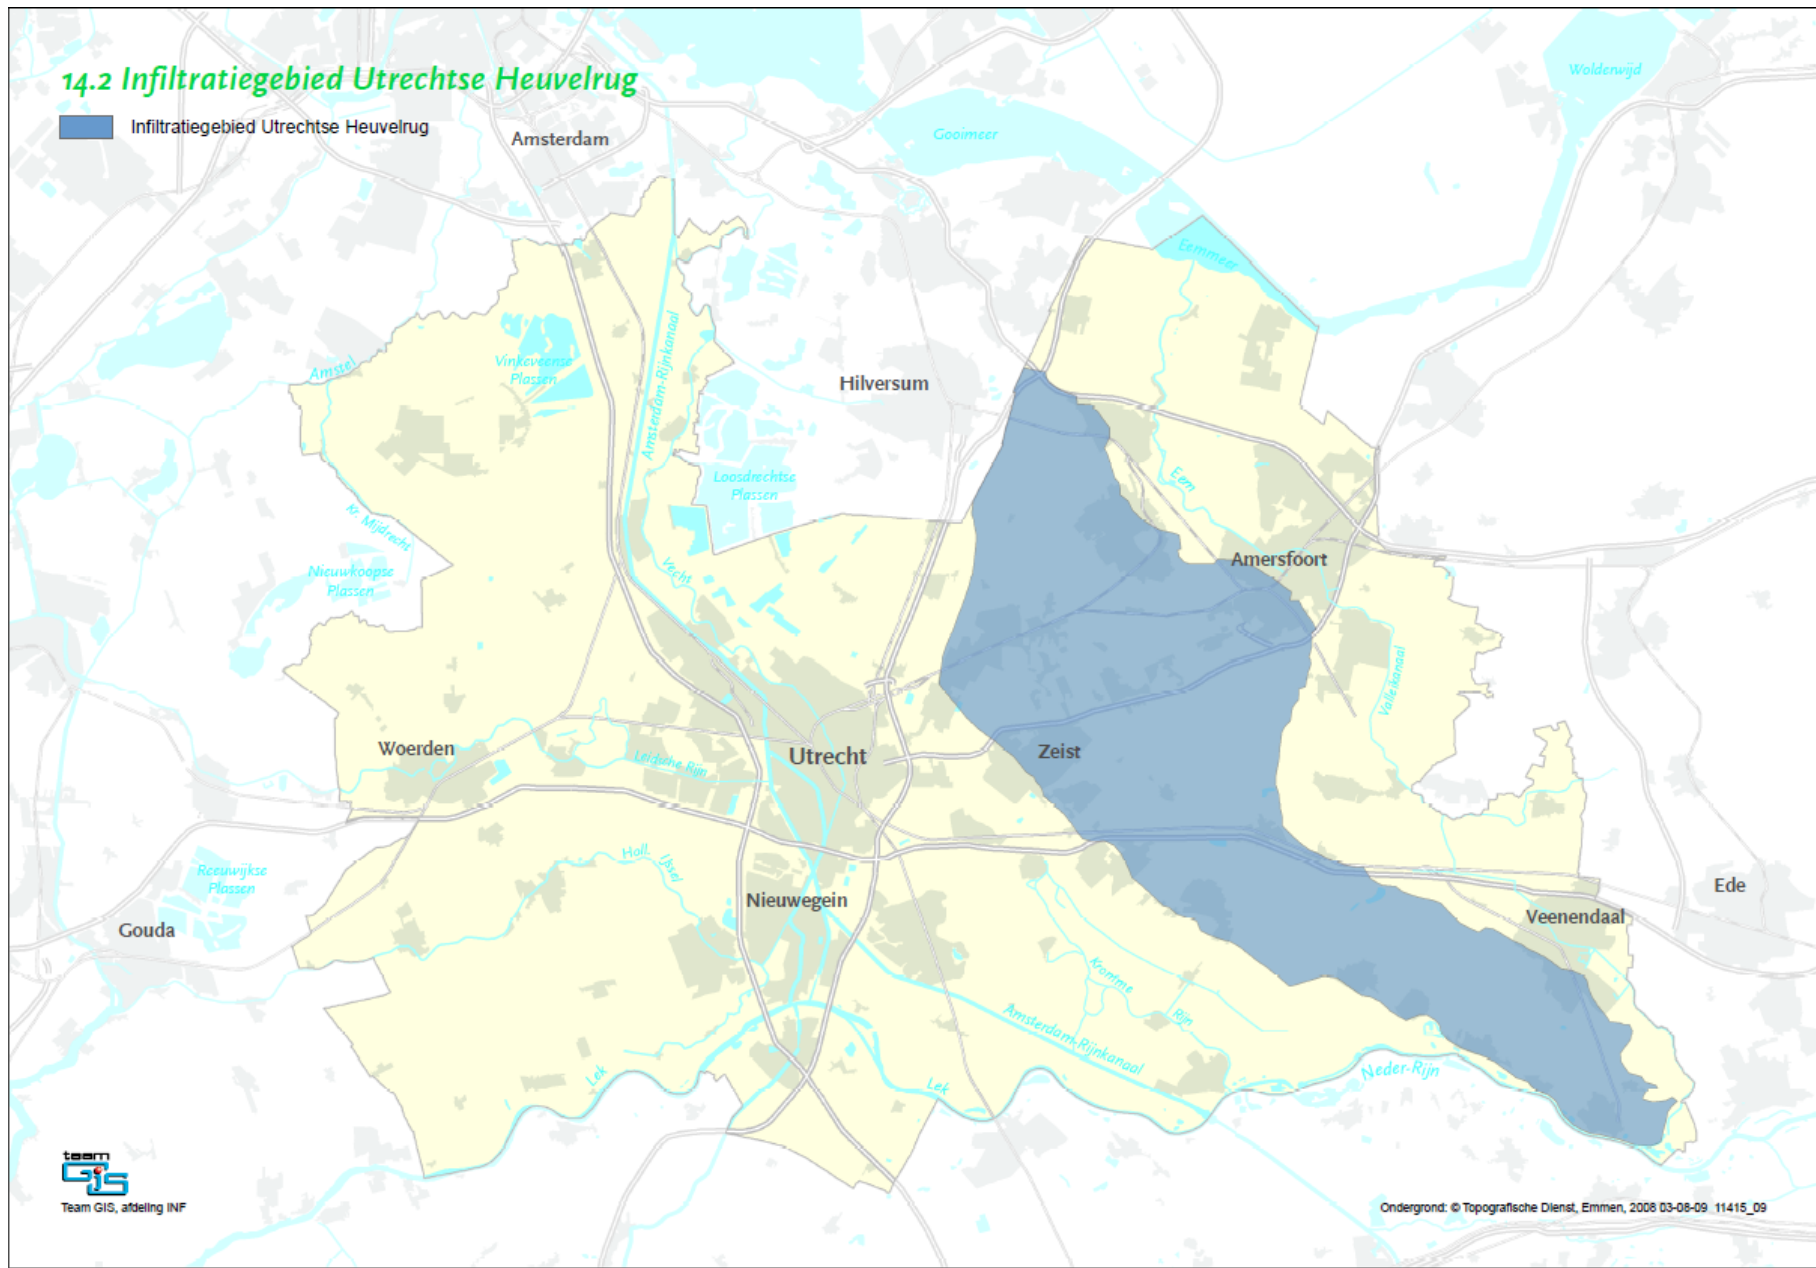 14.2 Infiltratiegebied Utrechtse Heuvelrug
Infiltratiegebied Utrechtse Heuvelrug
Amsterdam
Gooimeer
Wolderwijd
Eemmeer
Amstel
Vinkeveense
Plassen
Amsterdam-Rijnkanaal
Hilversum
Loosdrechtse
Plassen
Eem
Kr. Mijdrecht
Nieuwkoopse
Plassen
Vecht
Amersfoort
Valleikanaal
Woerden
Leidsche Rijn
Utrecht
Zeist
Holl. IJssel
Reeuwijkse
Plassen
Gouda
Nieuwegein
Ede
Veenendaal
Kromme
Rijn
Amsterdam-Rijnkanaal
Lek
Lek
Neder-Rijn
team
GIS
Team GIS, afdeling INF
Ondergrond: © Topografische Dienst, Emmen, 2008 03-08-09 11415_09